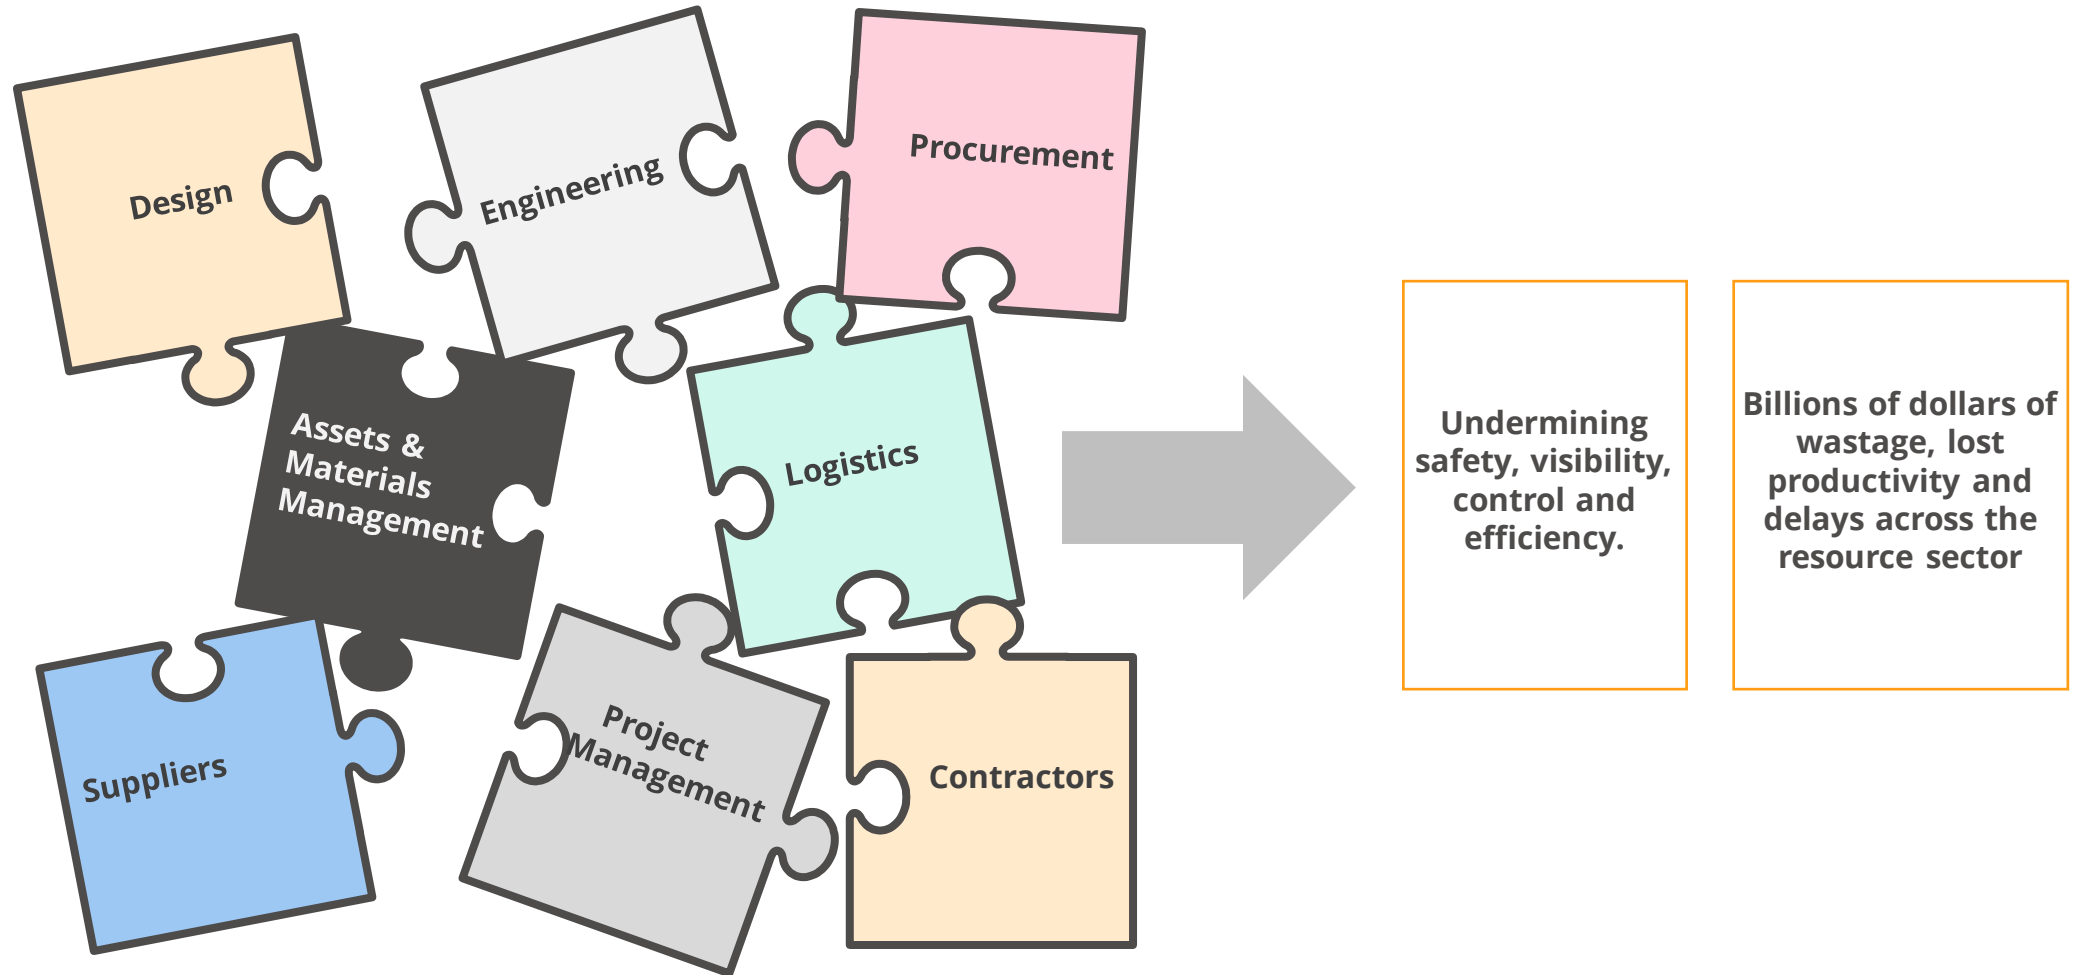 Design
Engineering
Procurement
Assets &
Materials
Management
Logistics
Suppliers
Project
Management
Contractors
Undermining
safety, visibility,
control and
efficiency.
Billions of dollars of
wastage, lost
productivity and
delays across the
resource sector